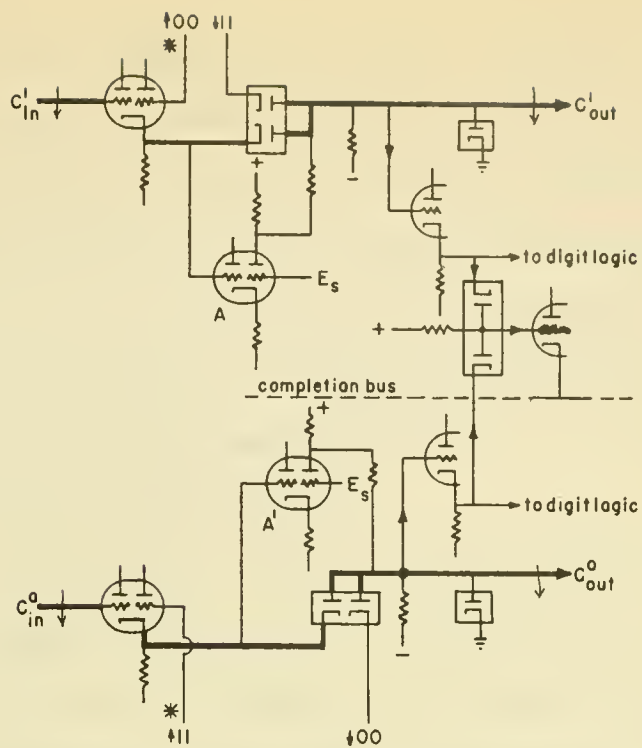 ↑00 ↓11
*
C¹in
C¹out
+
−
A
Es
to digit logic
+
completion bus
+
A'
Es
to digit logic
C⁰in
C⁰out
−
*
↑11 ↓00